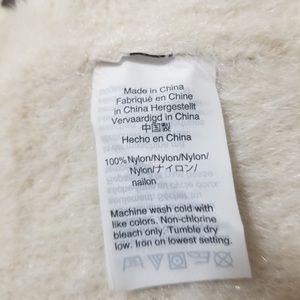 Made in China
Fabriqué en Chine
in China Hergestellt
Vervaardigd in China
中国製
Hecho en China
100%Nylon/Nylon/Nylon/
Nylon/ナイロン/
nailon
Machine wash cold with
like colors. Non-chlorine
bleach only. Tumble dry
low. Iron on lowest setting.